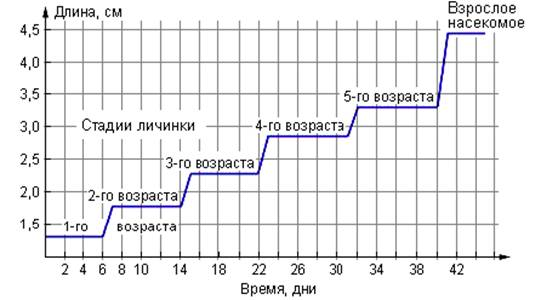 Длина, см
Взрослое
насекомое
4,5
4,0
3,5
3,0
2,5
2,0
1,5
5-го возраста
4-го возраста
Стадии личинки
3-го возраста
2-го возраста
1-го возраста
2 4 6 8 10 14 18 22 26 30 34 38 42
Время, дни